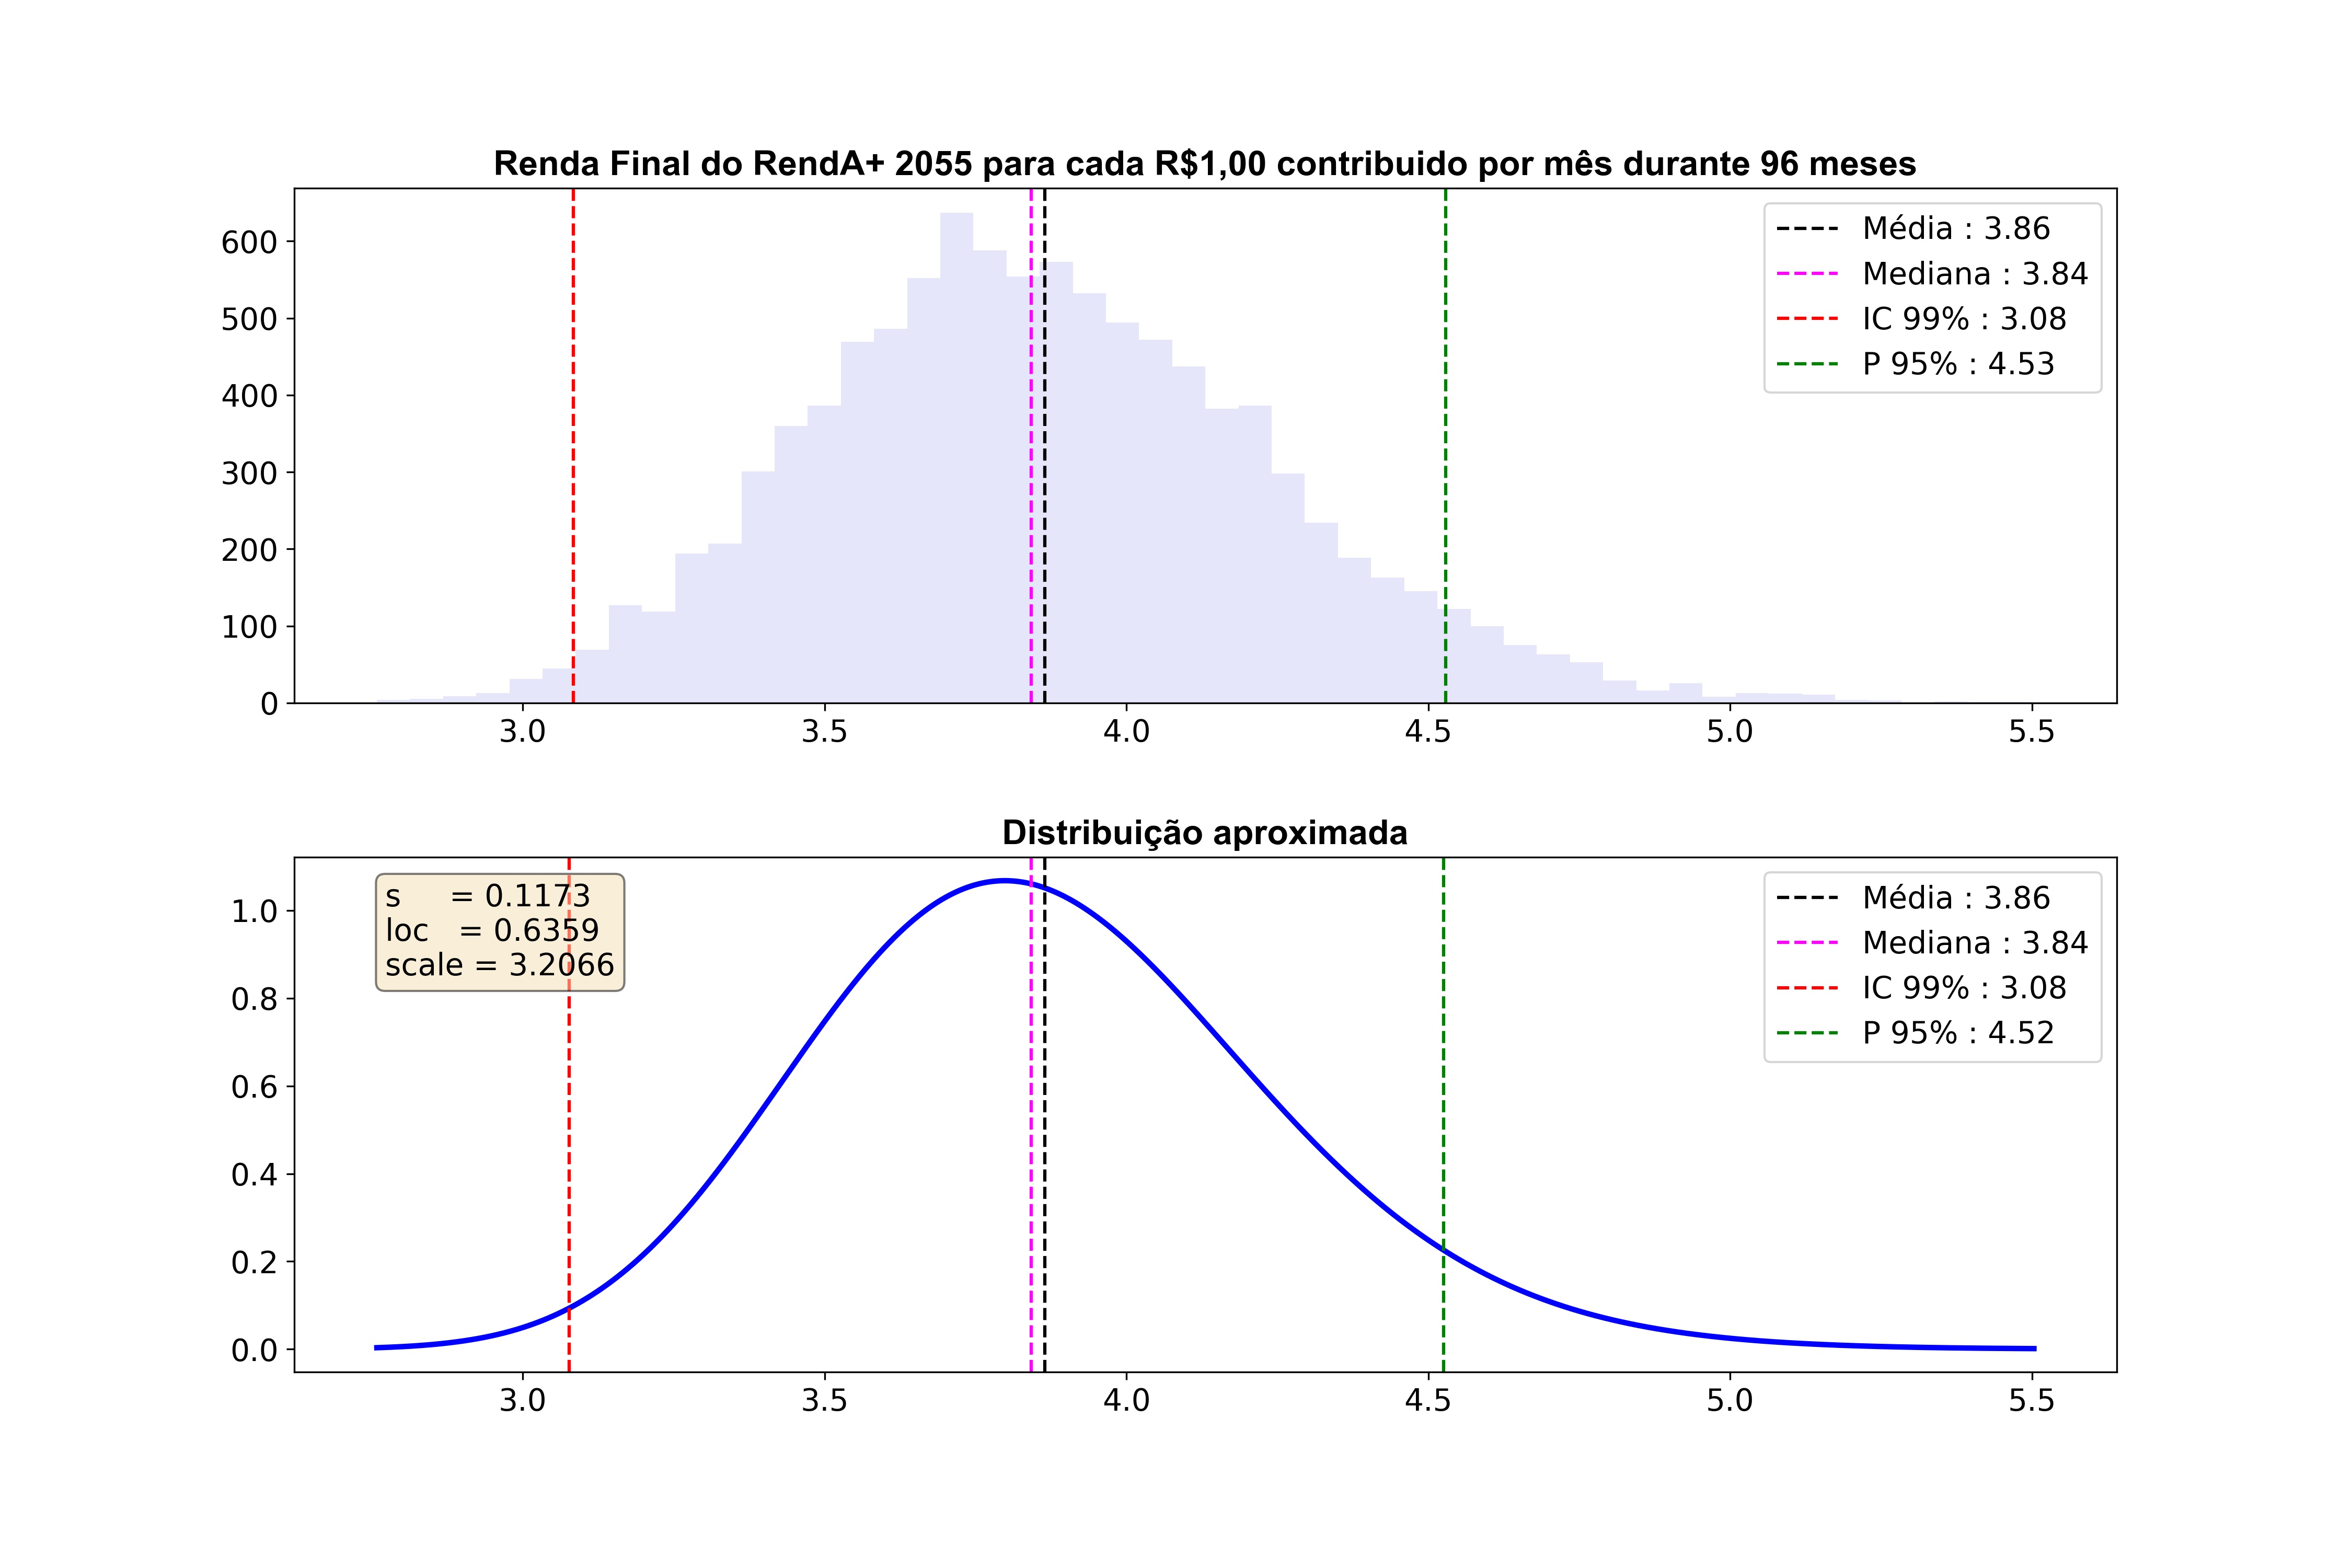 Renda Final do RendA+ 2055 para cada R$1,00 contribuido por mês durante 96 meses
600
500
400
300
200
100
0
3.0 3.5 4.0 4.5 5.0 5.5
Média : 3.86
Mediana : 3.84
IC 99% : 3.08
P 95% : 4.53
Distribuição aproximada
1.0
0.8
0.6
0.4
0.2
0.0
3.0 3.5 4.0 4.5 5.0 5.5
s = 0.1173
loc = 0.6359
scale = 3.2066
Média : 3.86
Mediana : 3.84
IC 99% : 3.08
P 95% : 4.52